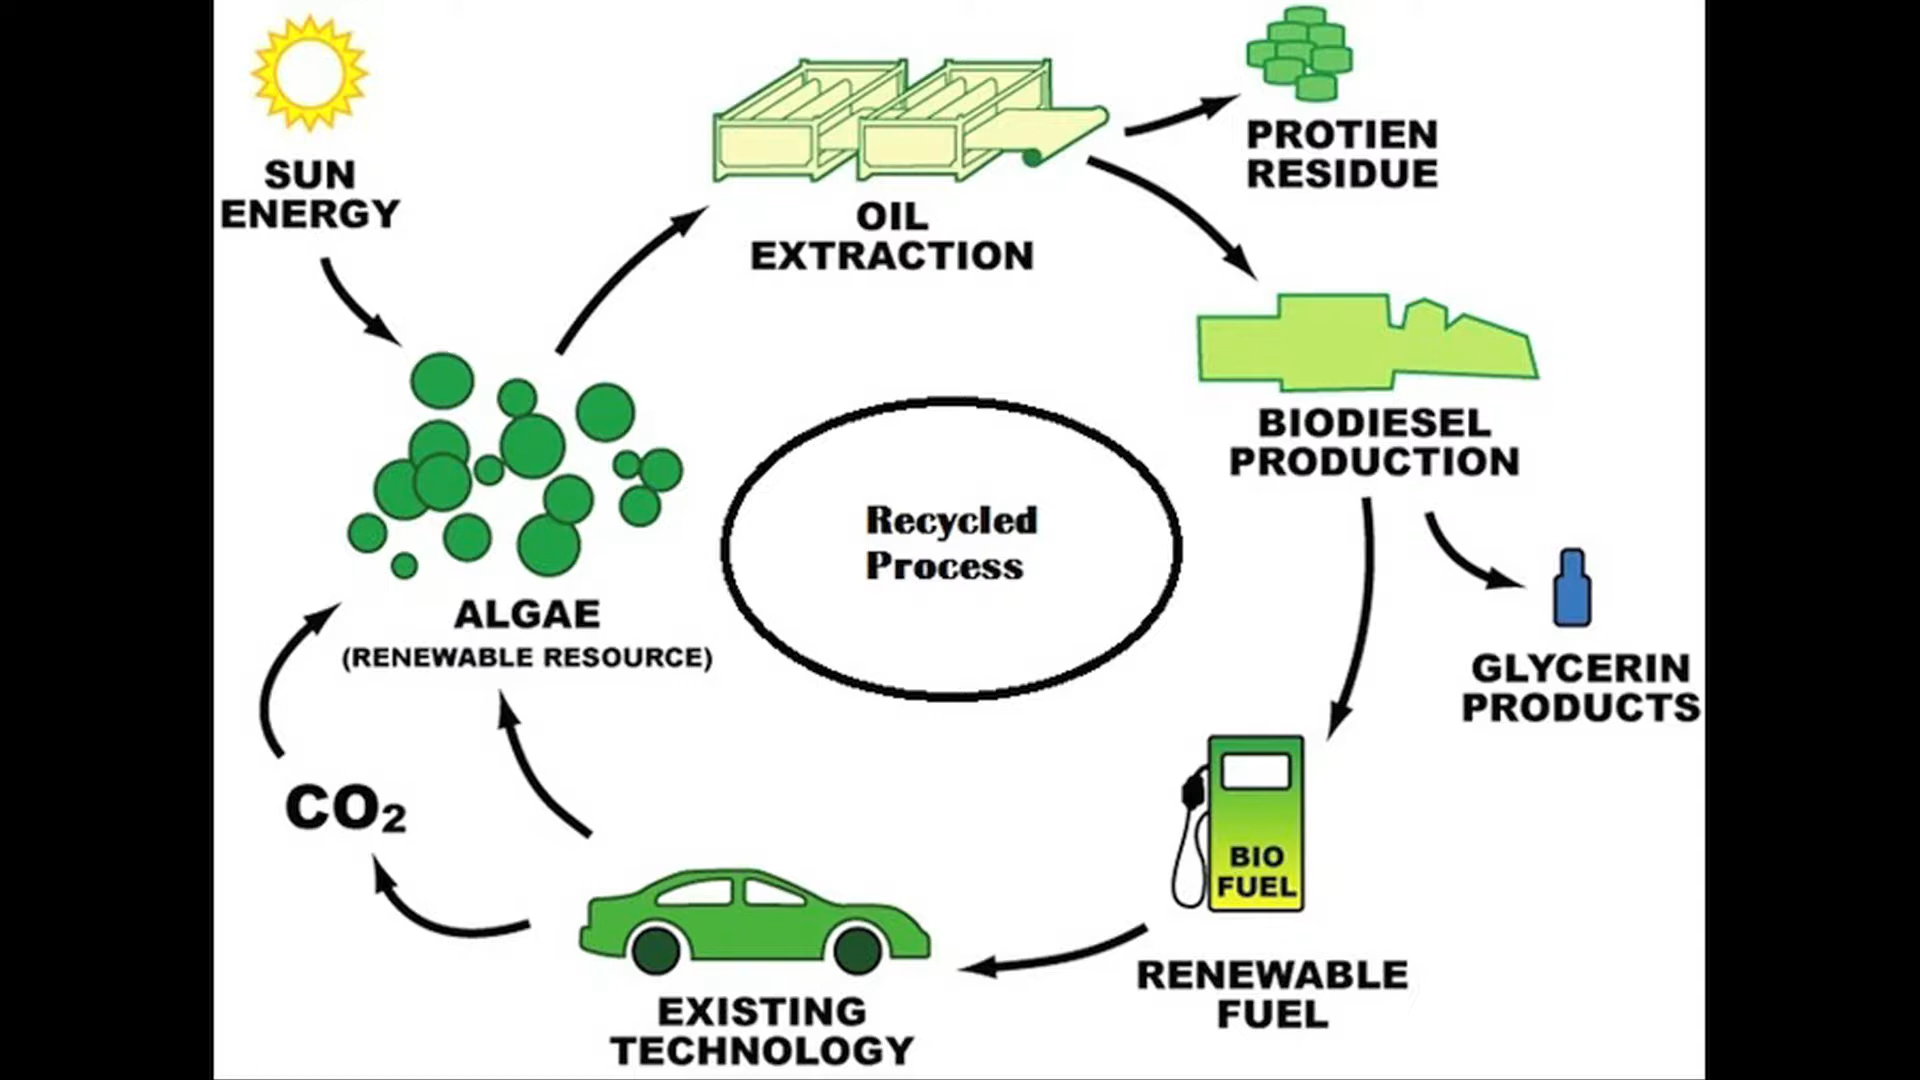 SUN
ENERGY
OIL
EXTRACTION
PROTIEN
RESIDUE
BIODIESEL
PRODUCTION
GLYCERIN
PRODUCTS
BIO
FUEL
RENEWABLE
FUEL
EXISTING
TECHNOLOGY
CO₂
ALGAE
(RENEWABLE RESOURCE)
Recycled
Process